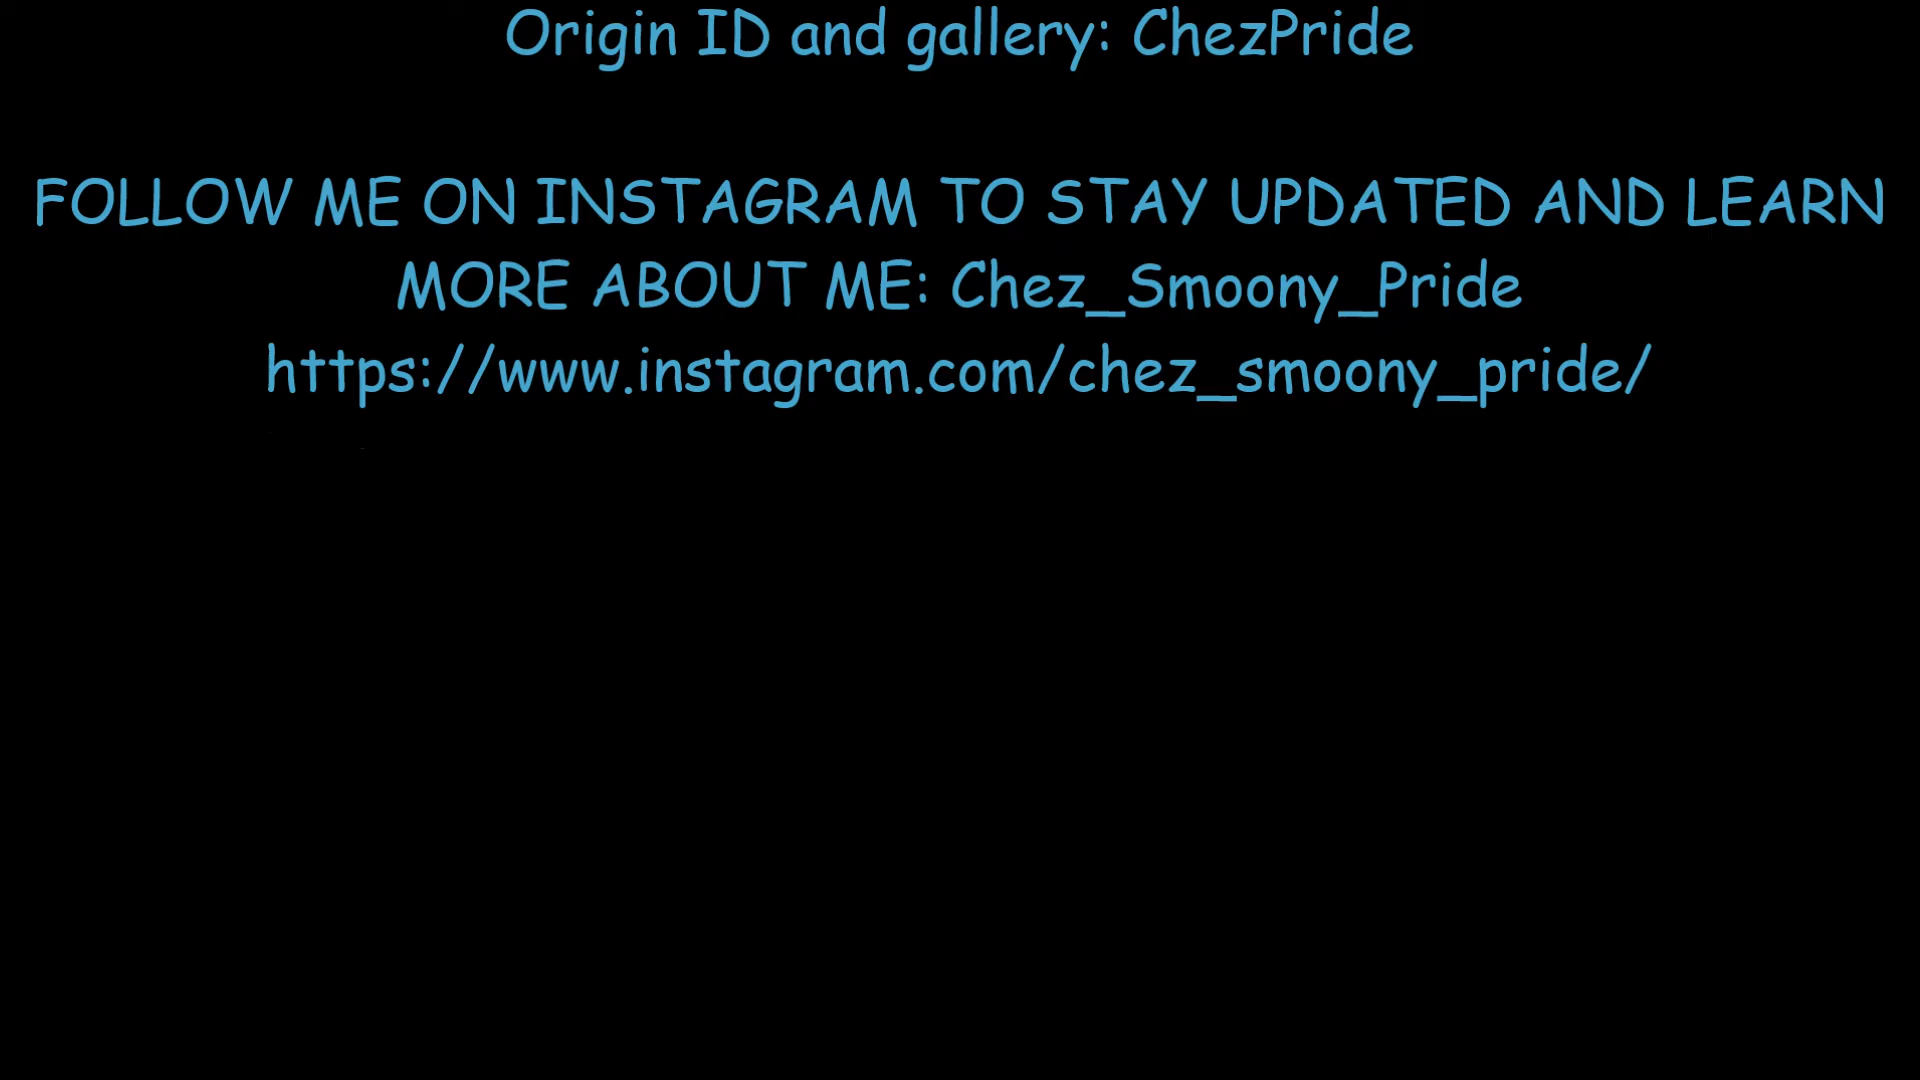 Origin ID and gallery: ChezPride
FOLLOW ME ON INSTAGRAM TO STAY UPDATED AND LEARN
MORE ABOUT ME: Chez_Smoony_Pride
https://www.instagram.com/chez_smoony_pride/